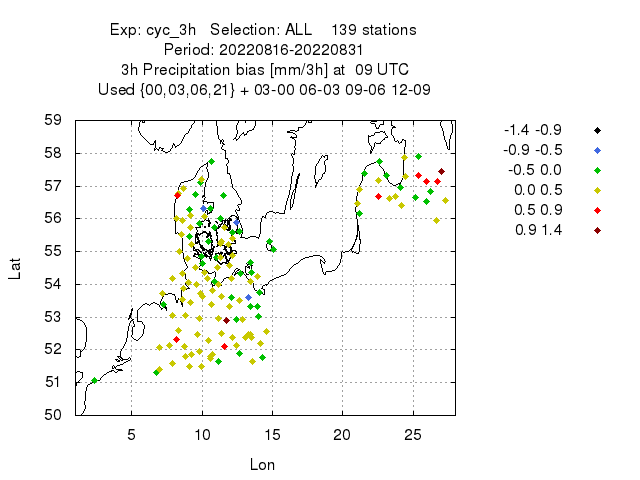 Exp: cyc_3h Selection: ALL 139 stations
Period: 20220816-20220831
3h Precipitation bias [mm/3h] at 09 UTC
Used {00,03,06,21} + 03-00 06-03 09-06 12-09
59
58
57
56
55
54
53
52
51
50
Lat
5 10 15 20 25
Lon
-1.4 -0.9
-0.9 -0.5
-0.5 0.0
0.0 0.5
0.5 0.9
0.9 1.4